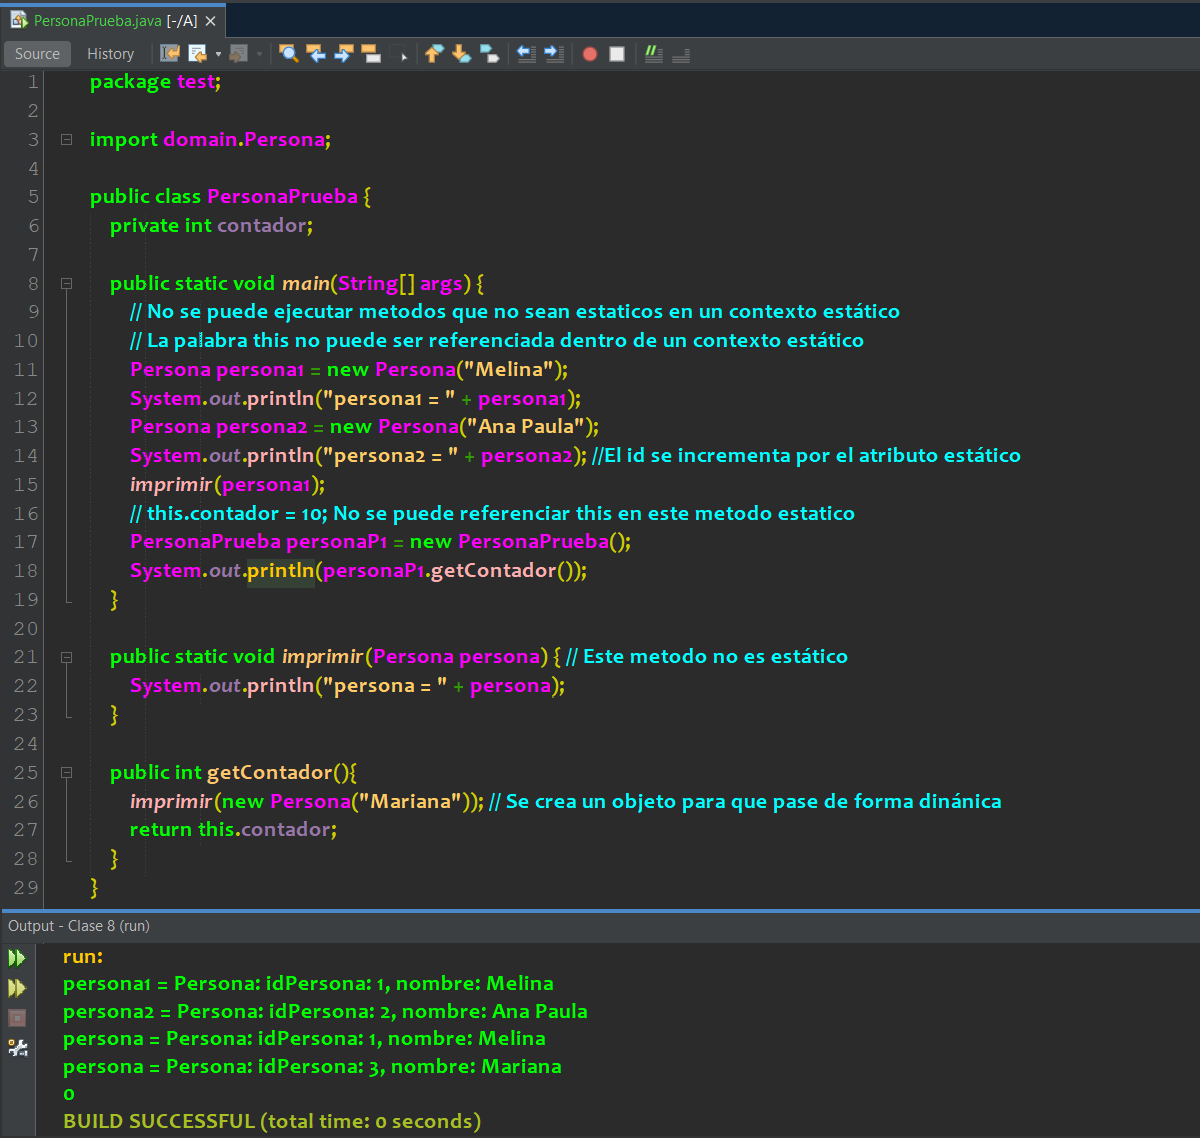 PersonaPrueba.java [-/A] ×
Source History
1 package test;
2
3 import domain.Persona;
4
5 public class PersonaPrueba {
6 private int contador;
7
8 public static void main(String[] args) {
9 // No se puede ejecutar metodos que no sean estaticos en un contexto estático
10 // La palabra this no puede ser referenciada dentro de un contexto estático
11 Persona persona1 = new Persona("Melina");
12 System.out.println("persona1 = " + persona1);
13 Persona persona2 = new Persona("Ana Paula");
14 System.out.println("persona2 = " + persona2); //El id se incrementa por el atributo estático
15 imprimir(persona1);
16 // this.contador = 10; No se puede referenciar this en este metodo estatico
17 PersonaPrueba personaP1 = new PersonaPrueba();
18 System.out.println(personaP1.getContador());
19 }
20
21 public static void imprimir(Persona persona) { // Este metodo no es estático
22 System.out.println("persona = " + persona);
23 }
24
25 public int getContador(){
26 imprimir(new Persona("Mariana")); // Se crea un objeto para que pase de forma dinánica
27 return this.contador;
28 }
29 }
Output - Clase 8 (run)
run:
persona1 = Persona: idPersona: 1, nombre: Melina
persona2 = Persona: idPersona: 2, nombre: Ana Paula
persona = Persona: idPersona: 1, nombre: Melina
persona = Persona: idPersona: 3, nombre: Mariana
0
BUILD SUCCESSFUL (total time: 0 seconds)